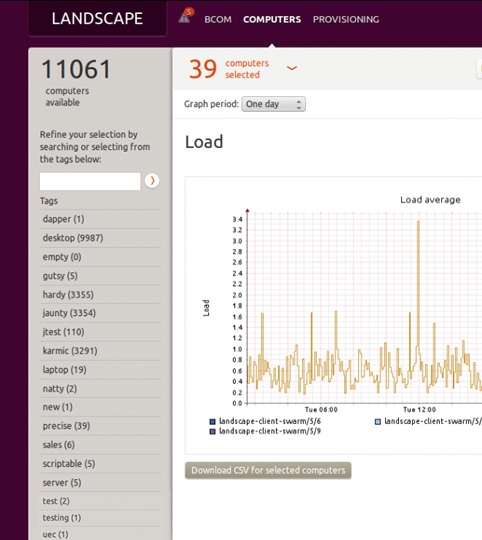 LANDSCAPE
5
BCOM COMPUTERS PROVISIONING
11061
computers
available
Refine your selection by
searching or selecting from
the tags below:
Tags
dapper (1)
desktop (9987)
empty (0)
gutsy (5)
hardy (3355)
jaunty (3354)
jtest (110)
karmic (3291)
laptop (19)
natty (2)
new (1)
precise (39)
sales (6)
scriptable (5)
server (5)
test (2)
testing (1)
uec (1)
39 computers
selected
Graph period: One day
Load
Load average
Load
3.4
3.2
3.0
2.8
2.6
2.4
2.2
2.0
1.8
1.6
1.4
1.2
1.0
0.8
0.6
0.4
0.2
0.0
Tue 06:00 Tue 12:00
landscape-client-swarm/5/6 landscape-client-swarm/5/
landscape-client-swarm/5/9
Download CSV for selected computers